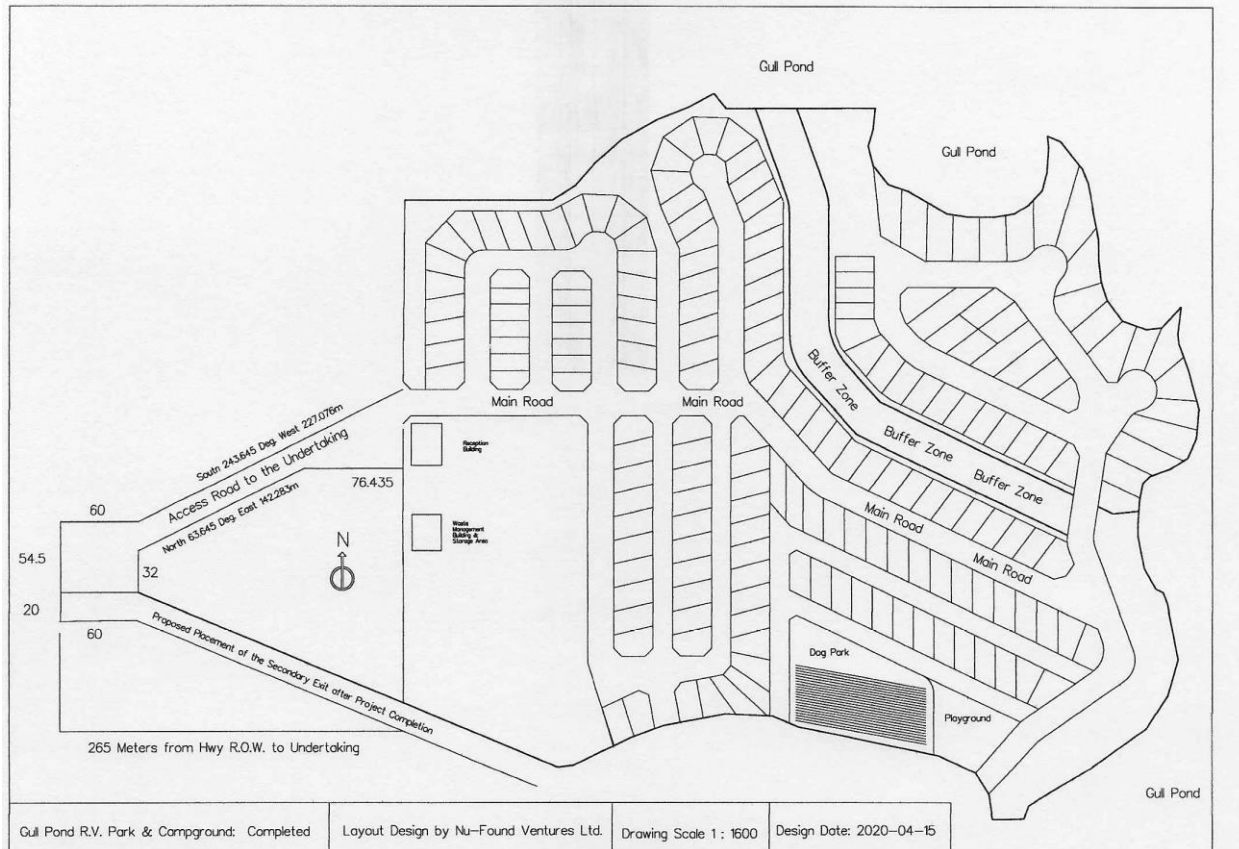 Gull Pond
Gull Pond
Buffer Zone
Buffer Zone
Buffer Zone
Main Road
Main Road
South 243.645 Deg. West 227.076m
Access Road to the Undertaking
North 63.645 Deg. East 142.283m
76.435
Reception
Building
Waste
Management
Building &
Storage Area
60
54.5
32
20
60
N
Main Road
Main Road
Proposed Placement of the Secondary Exit after Project Completion
Dog Park
Playground
265 Meters from Hwy R.O.W. to Undertaking
Gull Pond
Gull Pond R.V. Park & Campground: Completed
Layout Design by Nu-Found Ventures Ltd.
Drawing Scale 1 : 1600
Design Date: 2020-04-15